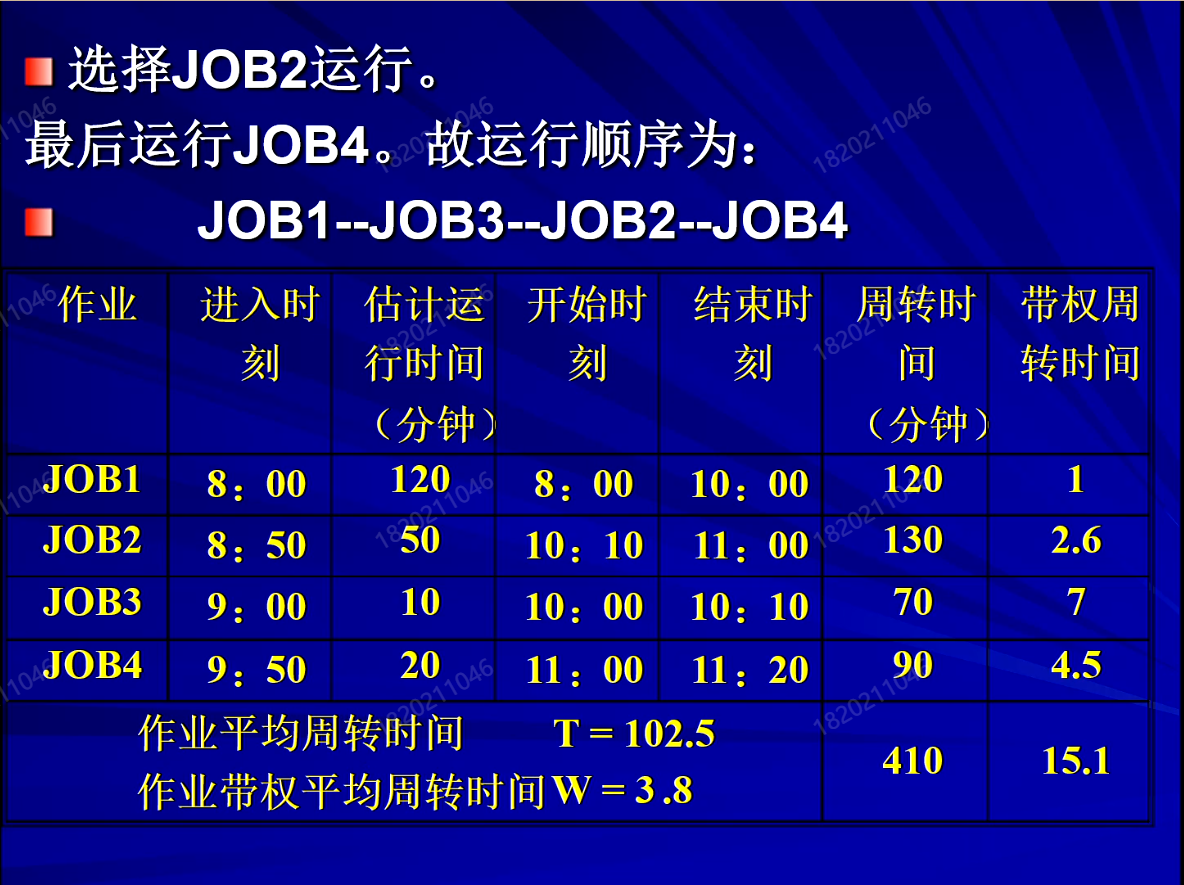 选择JOB2运行。
最后运行JOB4。故运行顺序为：
JOB1--JOB3--JOB2--JOB4
作业 进入时刻 估计运行时间（分钟） 开始时刻 结束时刻 周转时间（分钟） 带权周转时间
JOB1 8：00 120 8：00 10：00 120 1
JOB2 8：50 50 10：10 11：00 130 2.6
JOB3 9：00 10 10：00 10：10 70 7
JOB4 9：50 20 11：00 11：20 90 4.5
作业平均周转时间 T = 102.5
作业带权平均周转时间 W = 3 .8
410 15.1
1820211046